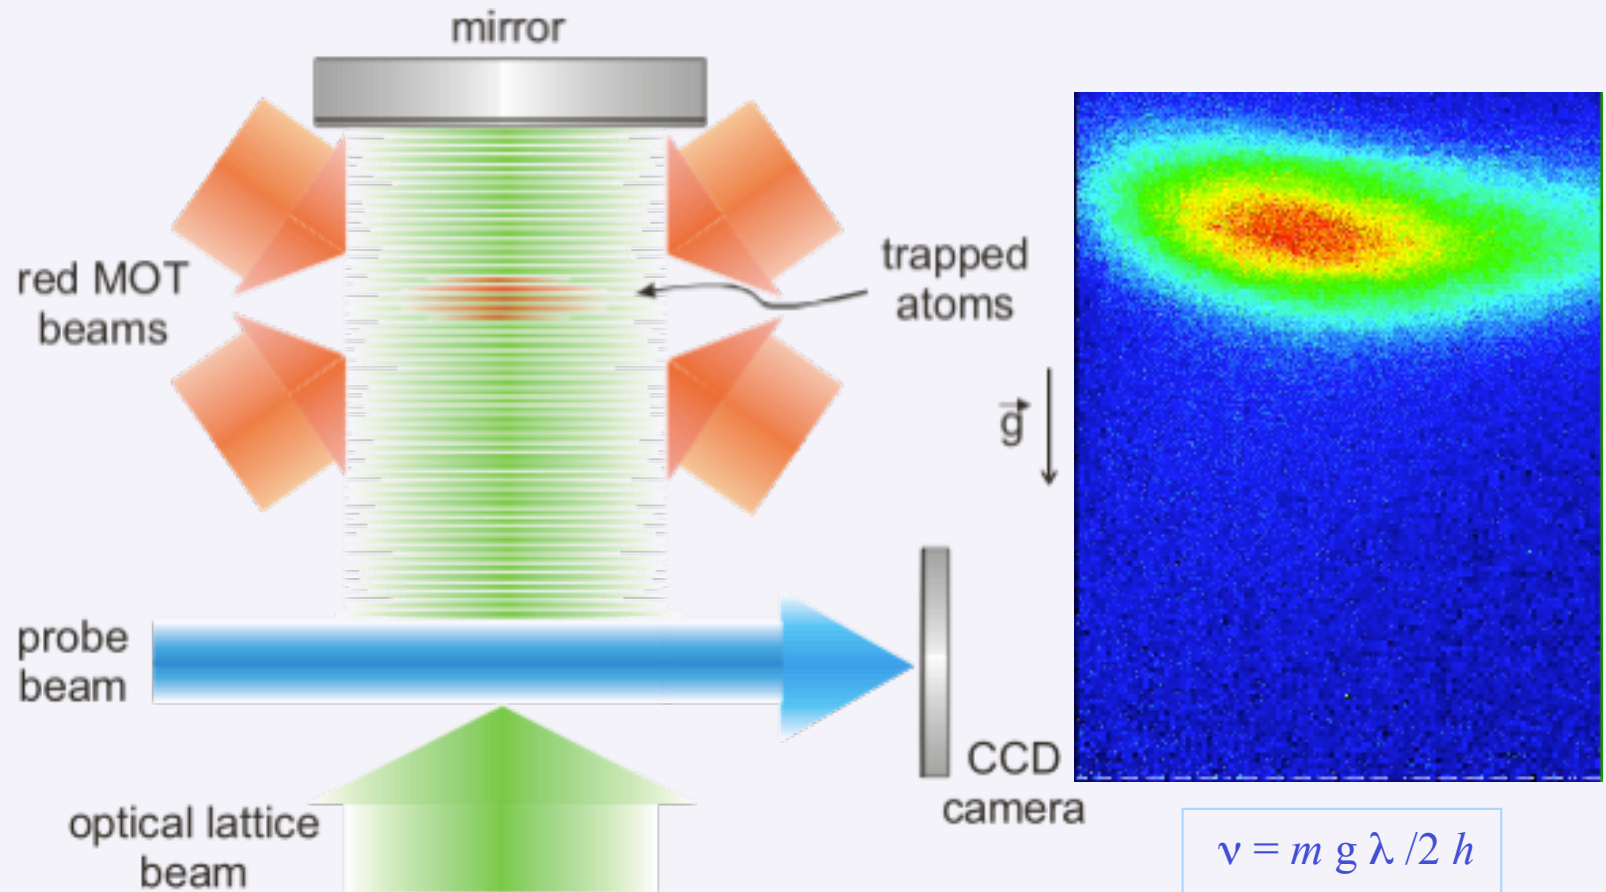 mirror
red MOT
beams
trapped
atoms
g
probe
beam
CCD
camera
optical lattice
beam
ν = m g λ /2 h